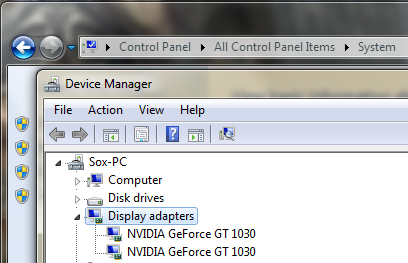 Control Panel ▸ All Control Panel Items ▸ System
Device Manager
File Action View Help
Sox-PC
Computer
Disk drives
Display adapters
NVIDIA GeForce GT 1030
NVIDIA GeForce GT 1030